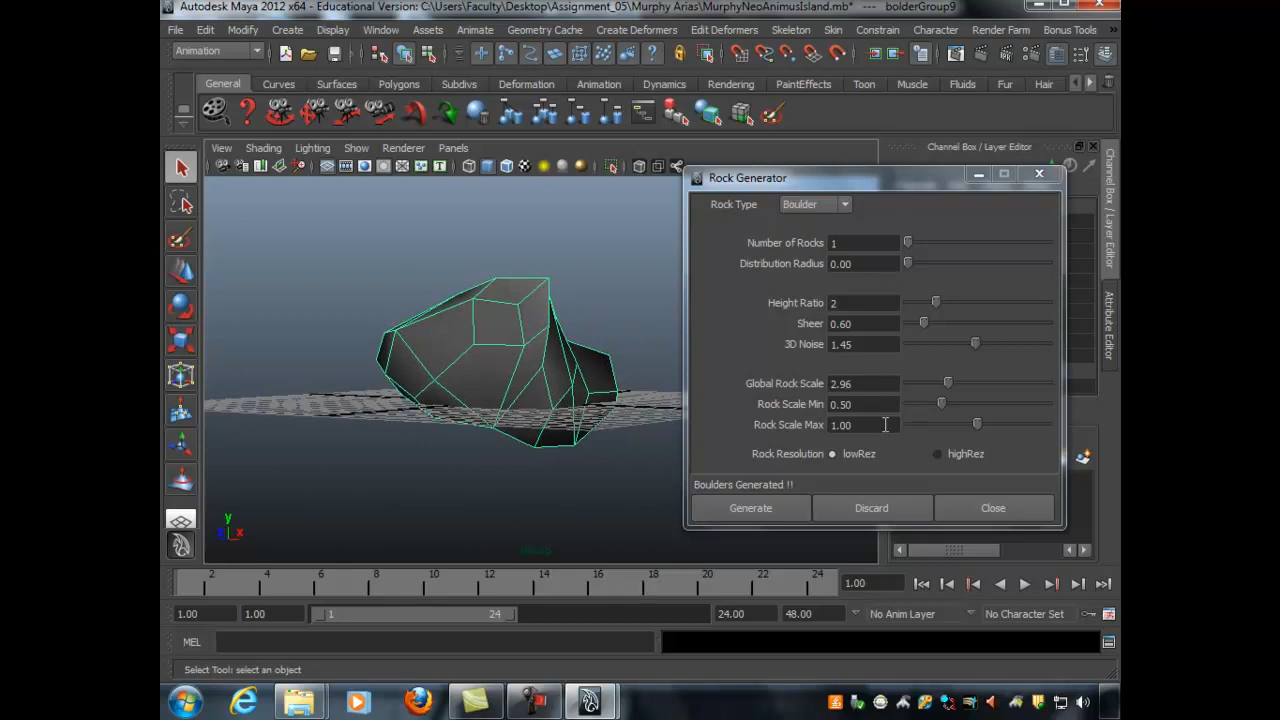 Autodesk Maya 2012 x64 - Educational Version: C:\Users\Faculty\Desktop\Assignment_05\Murphy Arias\MurphyNeoAnimusIsland.mb* --- bolderGroup9
File Edit Modify Create Display Window Assets Animate Geometry Cache Create Deformers Edit Deformers Skeleton Skin Constrain Character Render Farm Bonus Tools
Animation
General Curves Surfaces Polygons Subdivs Deformation Animation Dynamics Rendering PaintEffects Toon Muscle Fluids Fur Hair
View Shading Lighting Show Renderer Panels
Channel Box / Layer Editor
Channel Box / Layer Editor
Attribute Editor
Rock Generator
Rock Type Boulder
Number of Rocks 1
Distribution Radius 0.00
Height Ratio 2
Sheer 0.60
3D Noise 1.45
Global Rock Scale 2.96
Rock Scale Min 0.50
Rock Scale Max 1.00
Rock Resolution lowRez highRez
Boulders Generated !!
Generate Discard Close
y
z x
2 4 6 8 10 12 14 16 18 20 22 24
1.00
1.00 1.00 1 24 24.00 48.00 No Anim Layer No Character Set
MEL
Select Tool: select an object